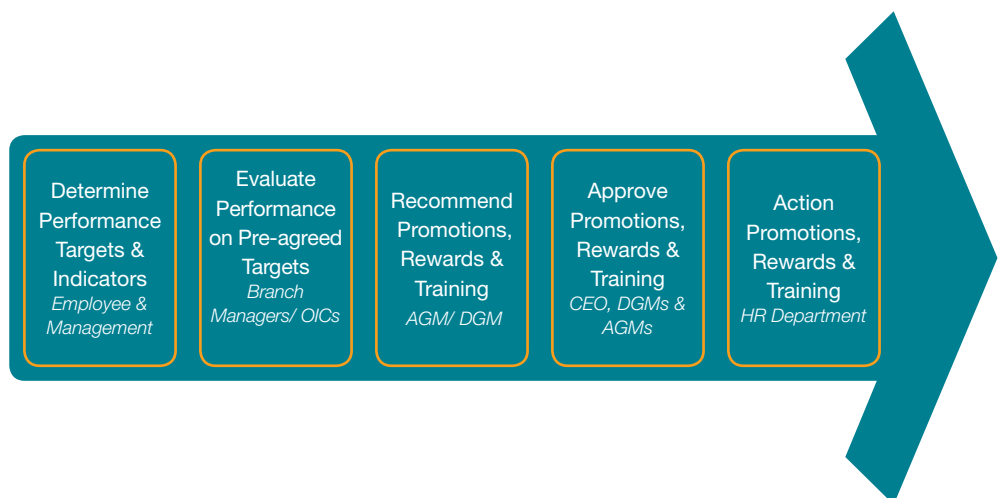 Determine
Performance
Targets &
Indicators
Employee &
Management
Evaluate
Performance
on Pre-agreed
Targets
Branch
Managers/ OICs
Recommend
Promotions,
Rewards &
Training
AGM/ DGM
Approve
Promotions,
Rewards &
Training
CEO, DGMs &
AGMs
Action
Promotions,
Rewards &
Training
HR Department